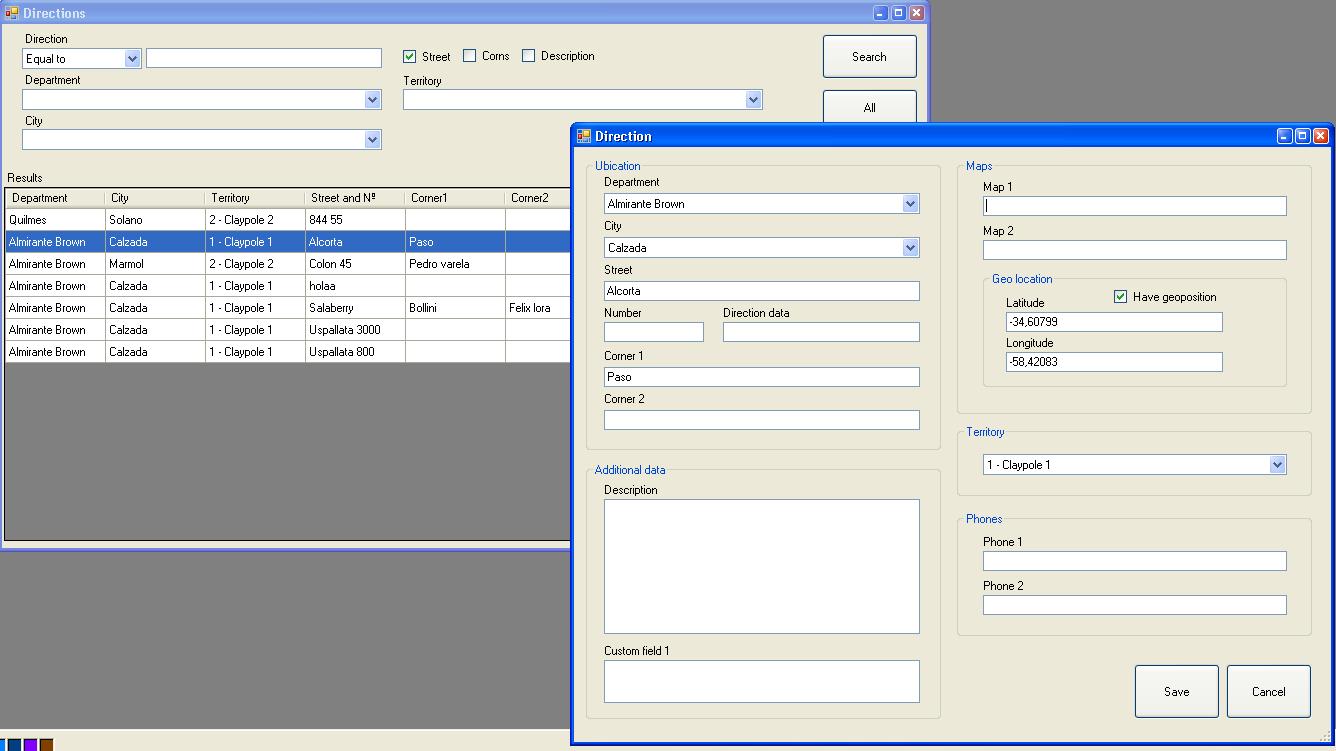 Directions
Direction
Equal to
Street
Corns
Description
Search
Department
Territory
All
City
Results
Department City Territory Street and Nº Corner1 Corner2
Quilmes Solano 2 - Claypole 2 844 55
Almirante Brown Calzada 1 - Claypole 1 Alcorta Paso
Almirante Brown Marmol 2 - Claypole 2 Colon 45 Pedro varela
Almirante Brown Calzada 1 - Claypole 1 holaa
Almirante Brown Calzada 1 - Claypole 1 Salaberry Bollini Felix lora
Almirante Brown Calzada 1 - Claypole 1 Uspallata 3000
Almirante Brown Calzada 1 - Claypole 1 Uspallata 800
Direction
Ubication
Department
Almirante Brown
City
Calzada
Street
Alcorta
Number Direction data
Corner 1
Paso
Corner 2
Additional data
Description
Custom field 1
Maps
Map 1
Map 2
Geo location
Have geoposition
Latitude
-34,60799
Longitude
-58,42083
Territory
1 - Claypole 1
Phones
Phone 1
Phone 2
Save Cancel